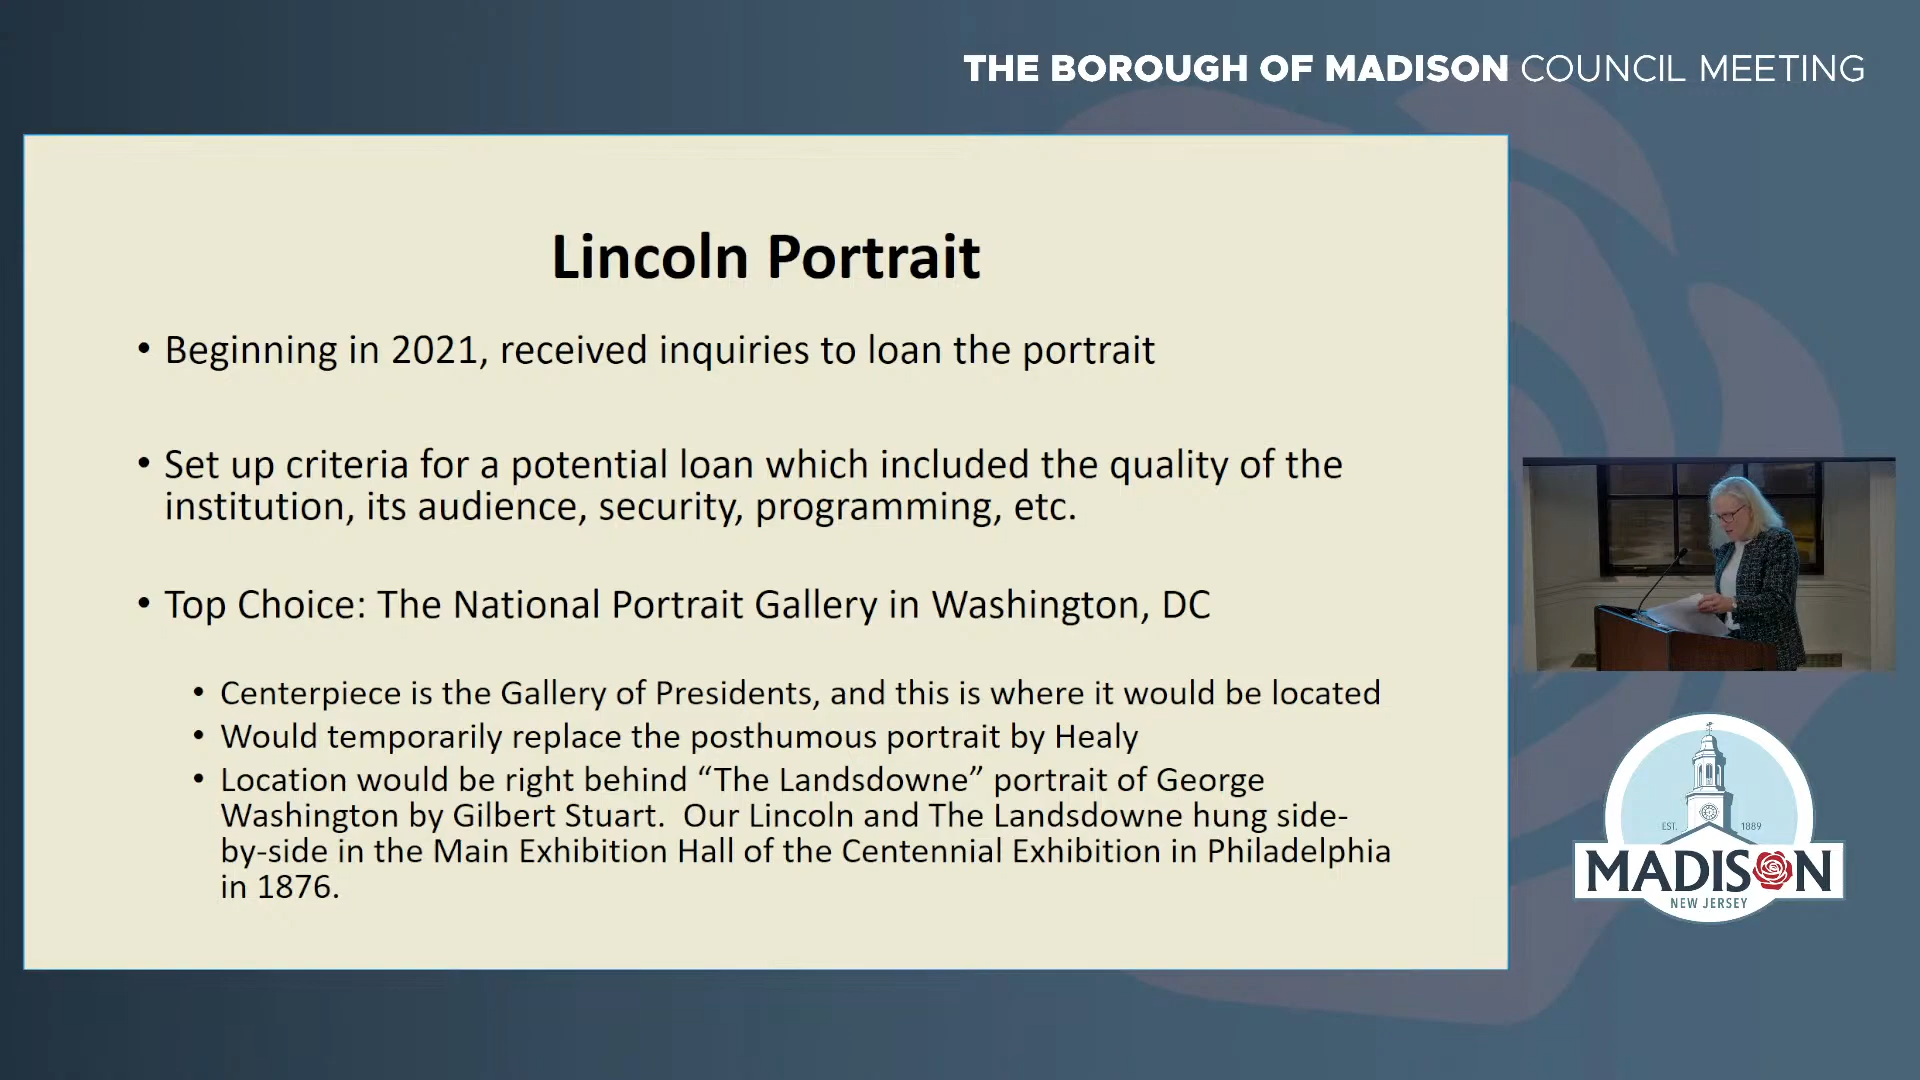 THE BOROUGH OF MADISON COUNCIL MEETING
Lincoln Portrait
• Beginning in 2021, received inquiries to loan the portrait
• Set up criteria for a potential loan which included the quality of the
institution, its audience, security, programming, etc.
• Top Choice: The National Portrait Gallery in Washington, DC
• Centerpiece is the Gallery of Presidents, and this is where it would be located
• Would temporarily replace the posthumous portrait by Healy
• Location would be right behind “The Landsdowne” portrait of George
Washington by Gilbert Stuart.  Our Lincoln and The Landsdowne hung side-
by-side in the Main Exhibition Hall of the Centennial Exhibition in Philadelphia
in 1876.
EST. 1889
MADISON
NEW JERSEY